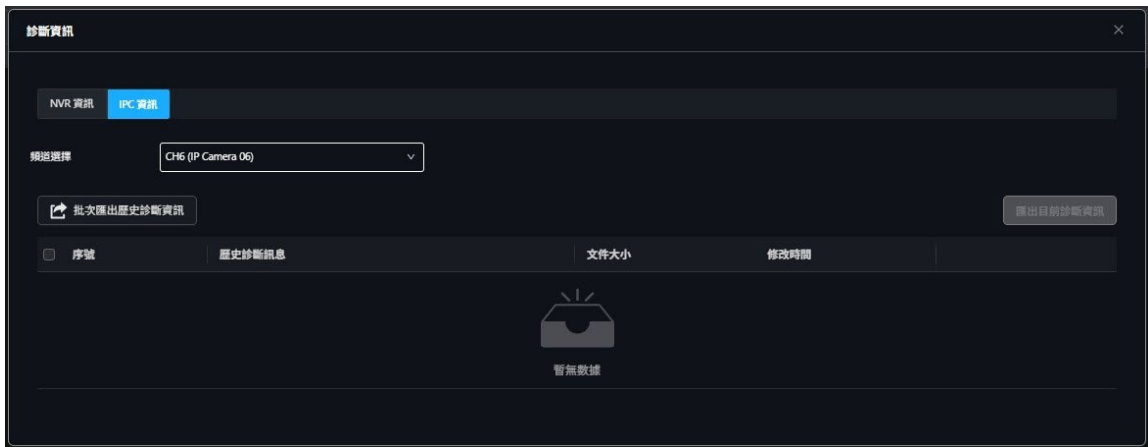 診斷資訊
NVR 資訊 IPC 資訊
頻道選擇 CH6 (IP Camera 06)
批次匯出歷史診斷資訊 匯出目前診斷資訊
序號 歷史診斷訊息 文件大小 修改時間
暫無數據